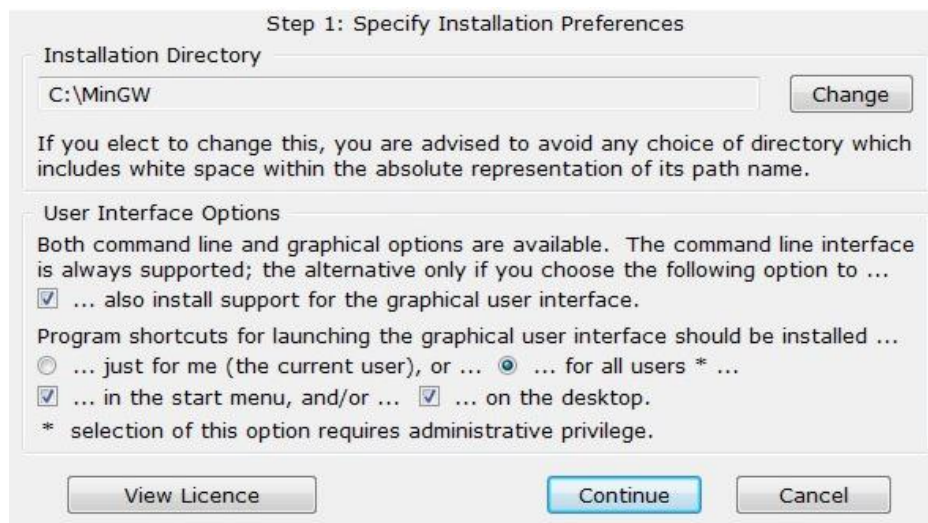 Step 1: Specify Installation Preferences
Installation Directory
C:\MinGW
Change
If you elect to change this, you are advised to avoid any choice of directory which
includes white space within the absolute representation of its path name.
User Interface Options
Both command line and graphical options are available. The command line interface
is always supported; the alternative only if you choose the following option to ...
... also install support for the graphical user interface.
Program shortcuts for launching the graphical user interface should be installed ...
... just for me (the current user), or ... ... for all users * ...
... in the start menu, and/or ... ... on the desktop.
* selection of this option requires administrative privilege.
View Licence Continue Cancel